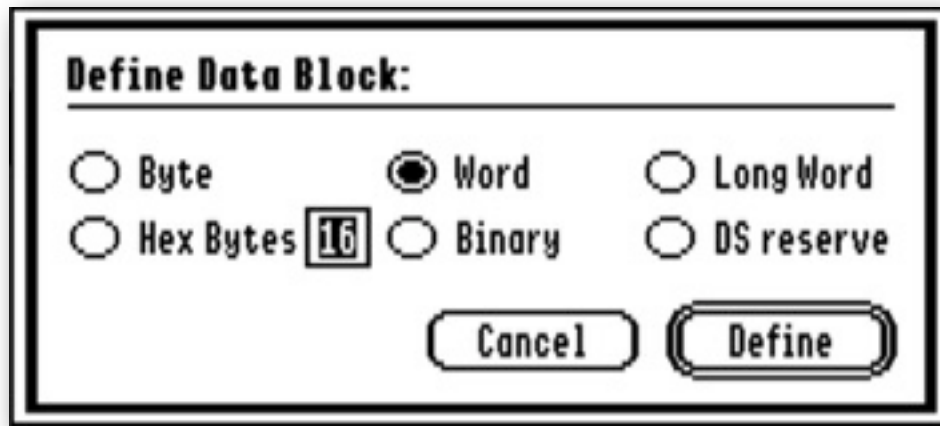 Define Data Block:
Byte Word Long Word
Hex Bytes 16 Binary DS reserve
Cancel Define